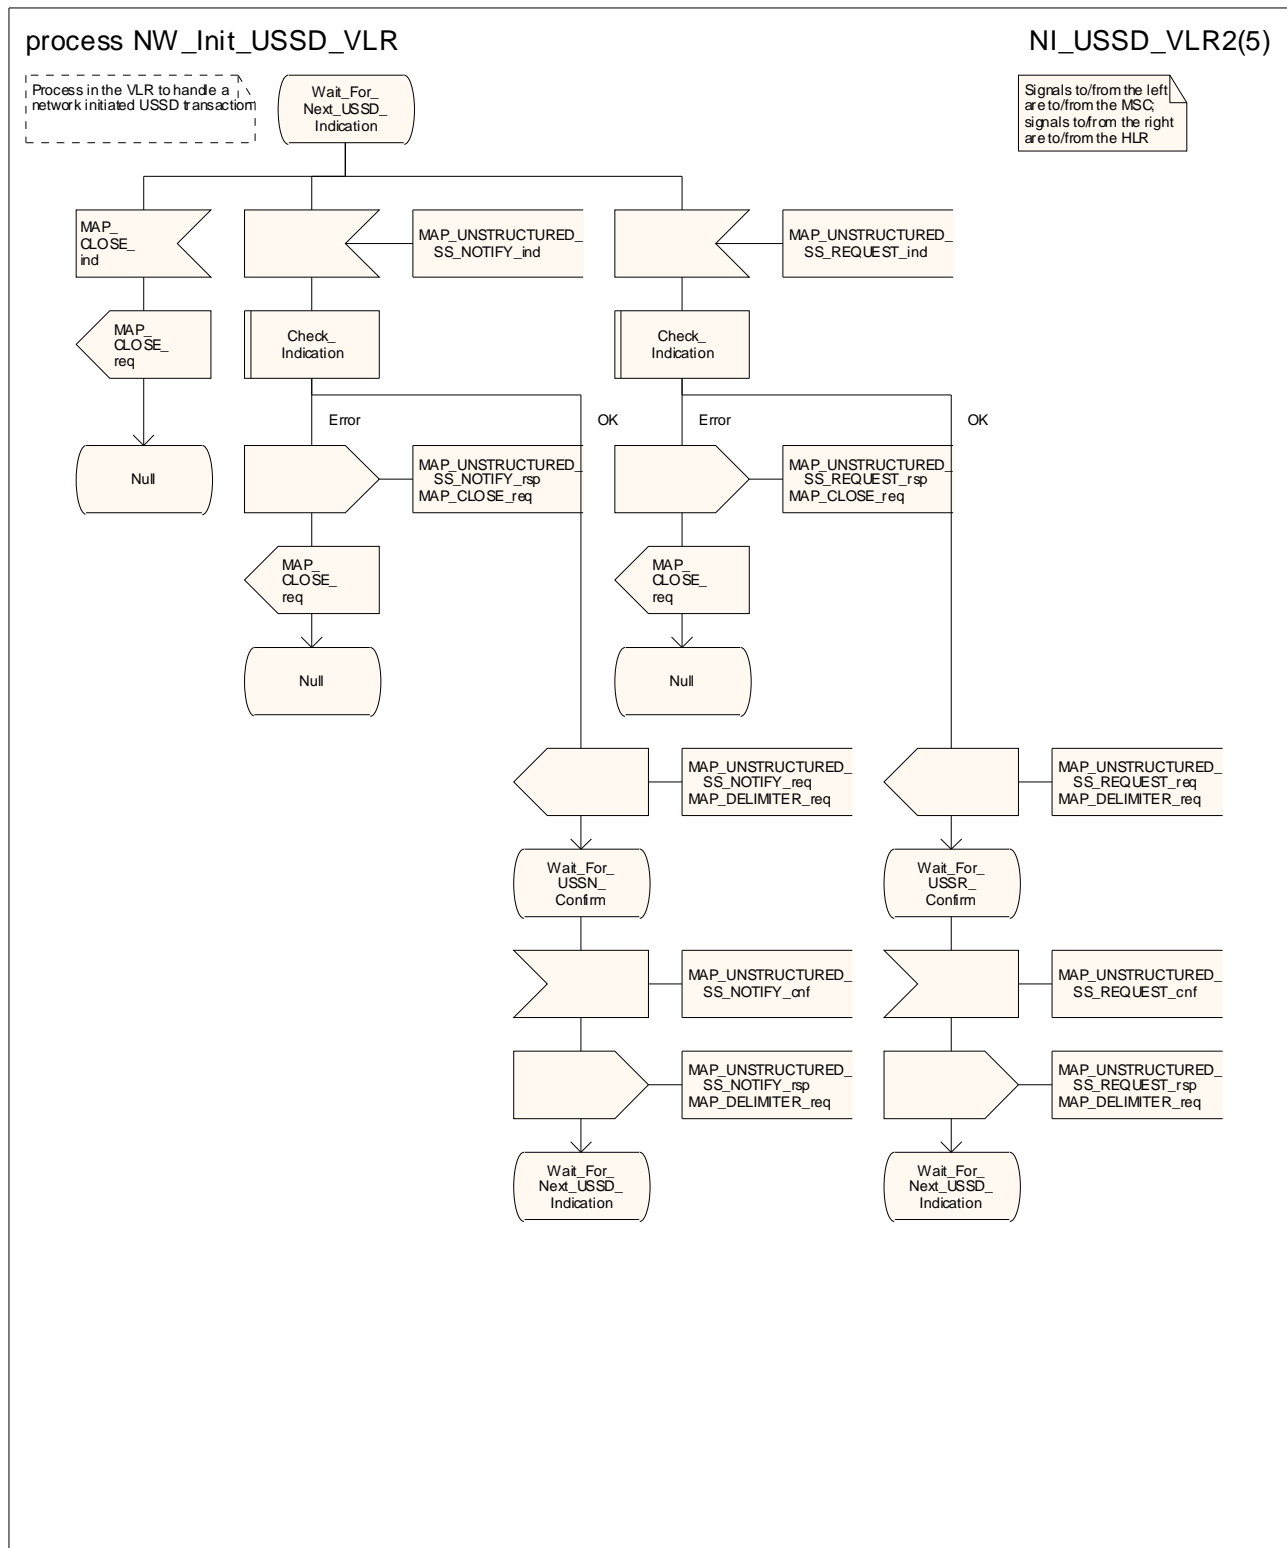 process NW_Init_USSD_VLR
NI_USSD_VLR2(5)
Process in the VLR to handle a
network initiated USSD transaction
Wait_For_
Next_USSD_
Indication
Signals to/from the left
are to/from the MSC;
signals to/from the right
are to/from the HLR
MAP_
CLOSE_
ind
MAP_UNSTRUCTURED_
SS_NOTIFY_ind
MAP_UNSTRUCTURED_
SS_REQUEST_ind
MAP_
CLOSE_
req
Check_
Indication
Check_
Indication
Error
OK
Error
OK
Null
MAP_UNSTRUCTURED_
SS_NOTIFY_rsp
MAP_CLOSE_req
MAP_UNSTRUCTURED_
SS_REQUEST_rsp
MAP_CLOSE_req
MAP_
CLOSE_
req
MAP_
CLOSE_
req
Null
Null
MAP_UNSTRUCTURED_
SS_NOTIFY_req
MAP_DELIMITER_req
MAP_UNSTRUCTURED_
SS_REQUEST_req
MAP_DELIMITER_req
Wait_For_
USSN_
Confirm
Wait_For_
USSR_
Confirm
MAP_UNSTRUCTURED_
SS_NOTIFY_cnf
MAP_UNSTRUCTURED_
SS_REQUEST_cnf
MAP_UNSTRUCTURED_
SS_NOTIFY_rsp
MAP_DELIMITER_req
MAP_UNSTRUCTURED_
SS_REQUEST_rsp
MAP_DELIMITER_req
Wait_For_
Next_USSD_
Indication
Wait_For_
Next_USSD_
Indication